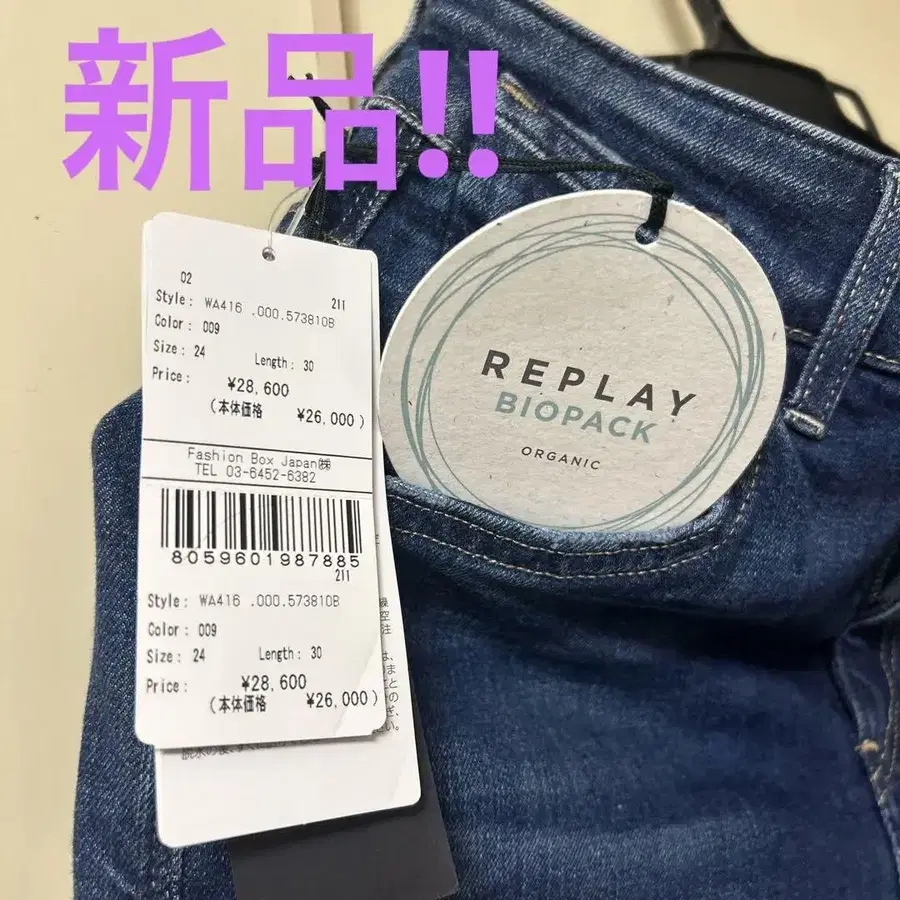 新品!!
02
211
Style: WA416 .000.573810B
Color: 009
Size: 24 Length: 30
Price: ¥28,600
(本体価格 ¥26,000)
Fashion Box Japan㈱
TEL 03-6452-6382
8059601987885
211
Style: WA416 .000.573810B
Color: 009
Size: 24 Length: 30
Price: ¥28,600
(本体価格 ¥26,000)
REPLAY
BIOPACK
ORGANIC